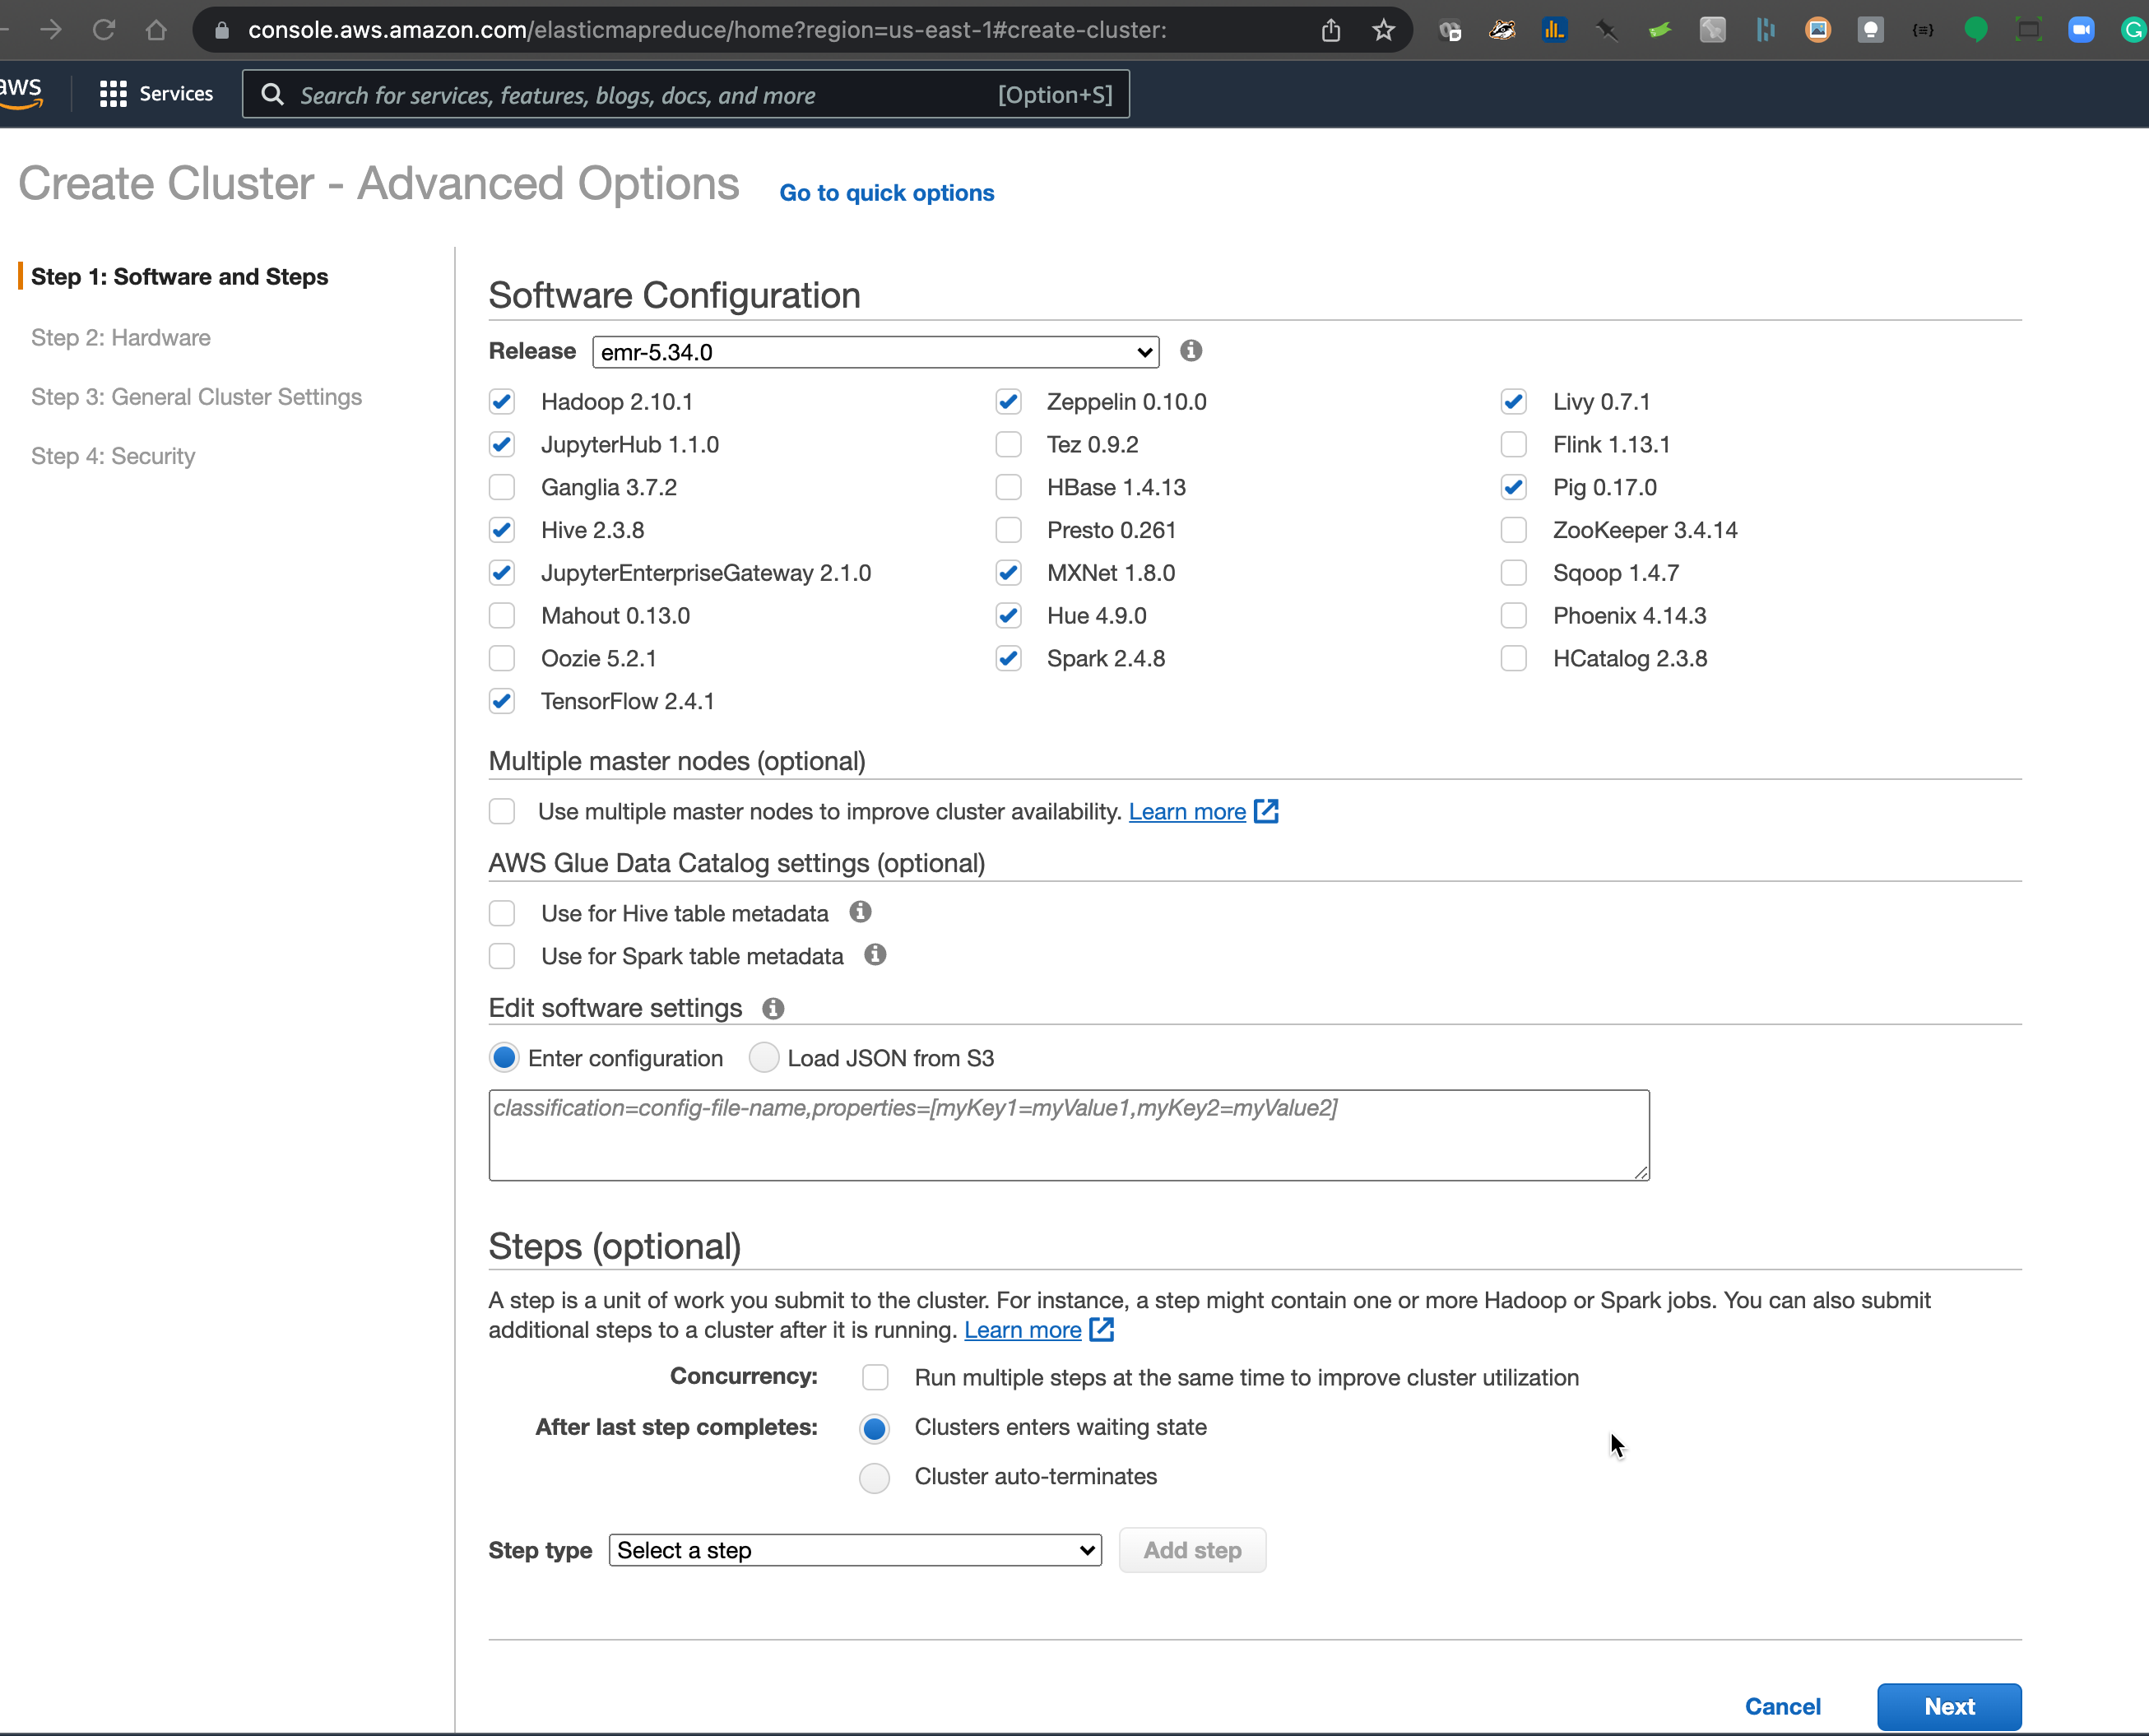 console.aws.amazon.com/elasticmapreduce/home?region=us-east-1#create-cluster:
aws
Services
Search for services, features, blogs, docs, and more
[Option+S]
Create Cluster - Advanced Options
Go to quick options
Step 1: Software and Steps
Step 2: Hardware
Step 3: General Cluster Settings
Step 4: Security
Software Configuration
Release emr-5.34.0
Hadoop 2.10.1
Zeppelin 0.10.0
Livy 0.7.1
JupyterHub 1.1.0
Tez 0.9.2
Flink 1.13.1
Ganglia 3.7.2
HBase 1.4.13
Pig 0.17.0
Hive 2.3.8
Presto 0.261
ZooKeeper 3.4.14
JupyterEnterpriseGateway 2.1.0
MXNet 1.8.0
Sqoop 1.4.7
Mahout 0.13.0
Hue 4.9.0
Phoenix 4.14.3
Oozie 5.2.1
Spark 2.4.8
HCatalog 2.3.8
TensorFlow 2.4.1
Multiple master nodes (optional)
Use multiple master nodes to improve cluster availability. Learn more
AWS Glue Data Catalog settings (optional)
Use for Hive table metadata
Use for Spark table metadata
Edit software settings
Enter configuration
Load JSON from S3
classification=config-file-name,properties=[myKey1=myValue1,myKey2=myValue2]
Steps (optional)
A step is a unit of work you submit to the cluster. For instance, a step might contain one or more Hadoop or Spark jobs. You can also submit
additional steps to a cluster after it is running. Learn more
Concurrency:
Run multiple steps at the same time to improve cluster utilization
After last step completes:
Clusters enters waiting state
Cluster auto-terminates
Step type
Select a step
Add step
Cancel
Next